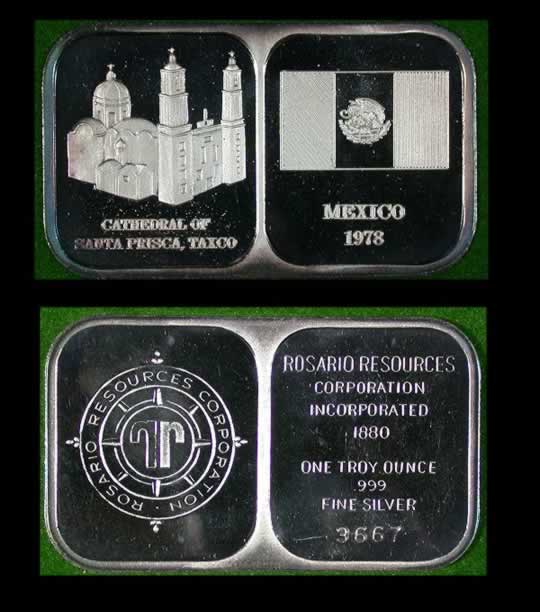 CATHEDRAL OF
SANTA PRISCA, TAXCO
MEXICO
1978
ROSARIO RESOURCES CORPORATION ·
rr
ROSARIO RESOURCES
CORPORATION
INCORPORATED
1880
ONE TROY OUNCE
.999
FINE SILVER
3667